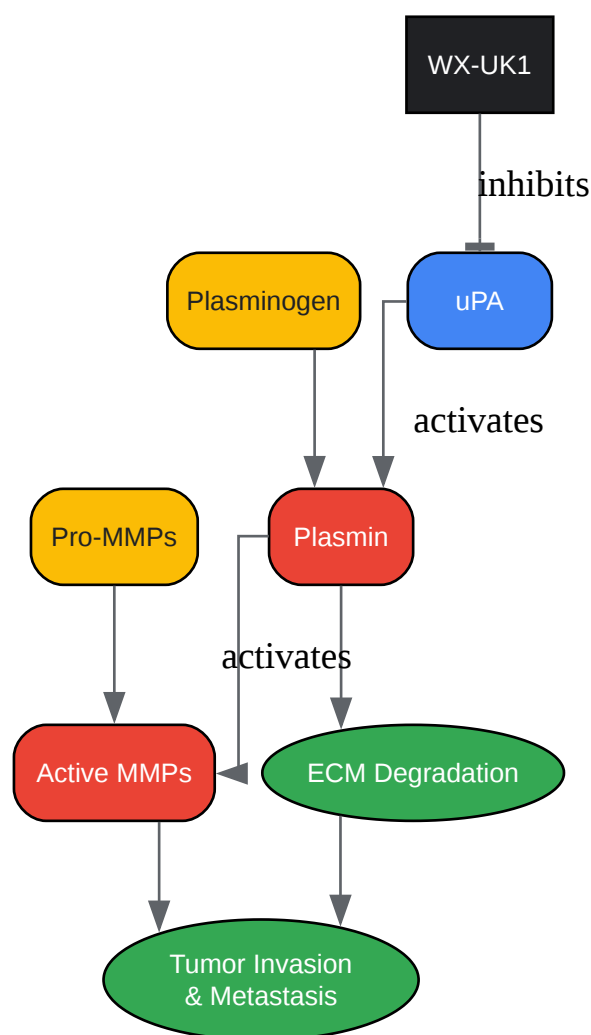 WX-UK1
inhibits
Plasminogen
uPA
activates
Pro-MMPs
Plasmin
activates
Active MMPs
ECM Degradation
Tumor Invasion
& Metastasis